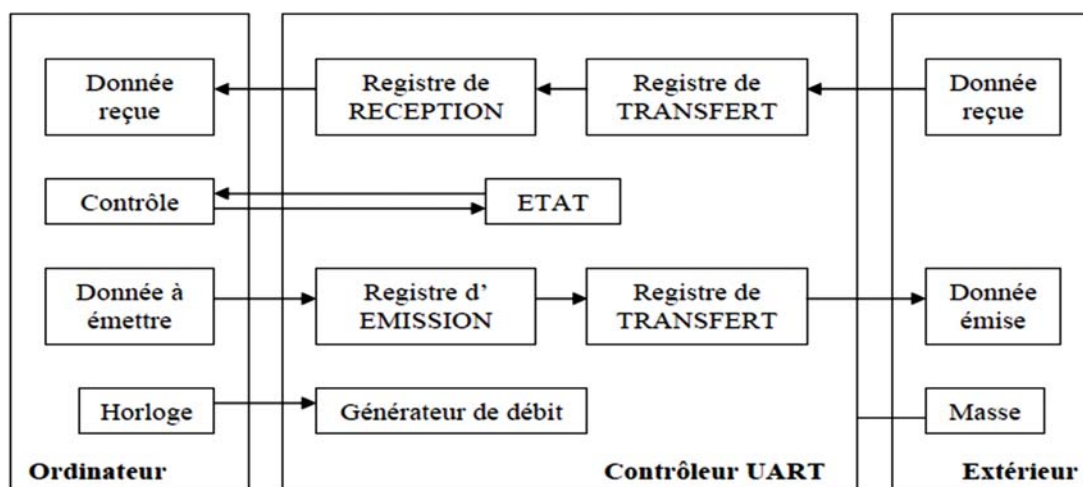 Donnée
reçue
Registre de
RECEPTION
Registre de
TRANSFERT
Donnée
reçue
Contrôle
ETAT
Donnée à
émettre
Registre d’
EMISSION
Registre de
TRANSFERT
Donnée
émise
Horloge
Générateur de débit
Masse
Ordinateur
Contrôleur UART
Extérieur